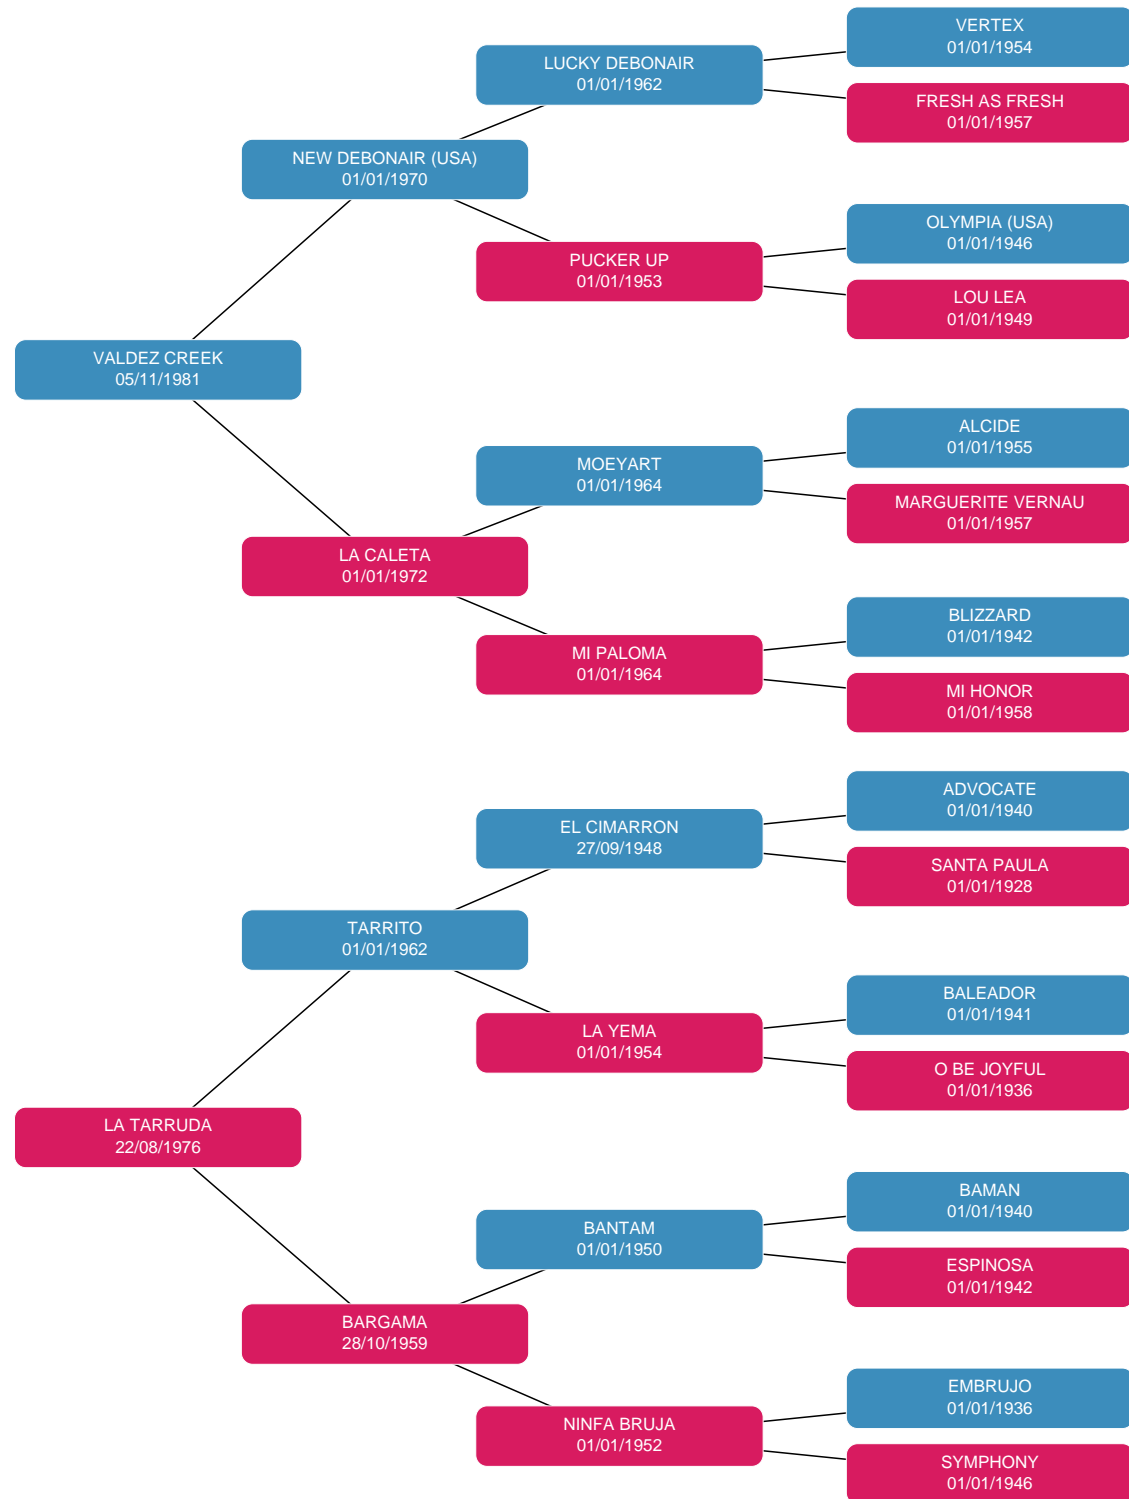 VERTEX
01/01/1954
LUCKY DEBONAIR
01/01/1962
FRESH AS FRESH
01/01/1957
NEW DEBONAIR (USA)
01/01/1970
OLYMPIA (USA)
01/01/1946
PUCKER UP
01/01/1953
LOU LEA
01/01/1949
VALDEZ CREEK
05/11/1981
ALCIDE
01/01/1955
MOEYART
01/01/1964
MARGUERITE VERNAU
01/01/1957
LA CALETA
01/01/1972
BLIZZARD
01/01/1942
MI PALOMA
01/01/1964
MI HONOR
01/01/1958
ADVOCATE
01/01/1940
EL CIMARRON
27/09/1948
SANTA PAULA
01/01/1928
TARRITO
01/01/1962
BALEADOR
01/01/1941
LA YEMA
01/01/1954
O BE JOYFUL
01/01/1936
LA TARRUDA
22/08/1976
BAMAN
01/01/1940
BANTAM
01/01/1950
ESPINOSA
01/01/1942
BARGAMA
28/10/1959
EMBRUJO
01/01/1936
NINFA BRUJA
01/01/1952
SYMPHONY
01/01/1946